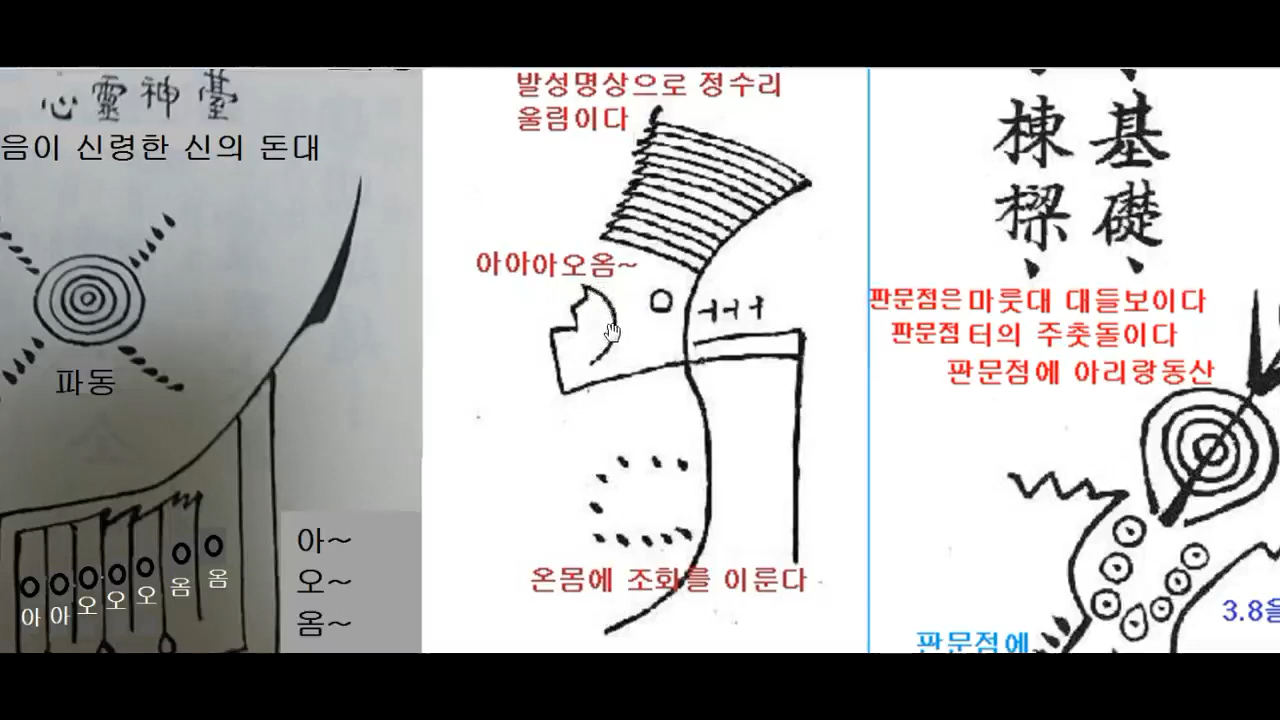 心靈神臺
음이 신령한 신의 돈대
파동
아 아 오 오 오 옴 옴
아~
오~
옴~
발성명상으로 정수리
울림이다
아아아오옴~
온몸에 조화를 이룬다
棟 基
樑 礎
판문점은 마룻대 대들보이다
판문점 터의 주춧돌이다
판문점에 아리랑동산
3.8을
판문점에